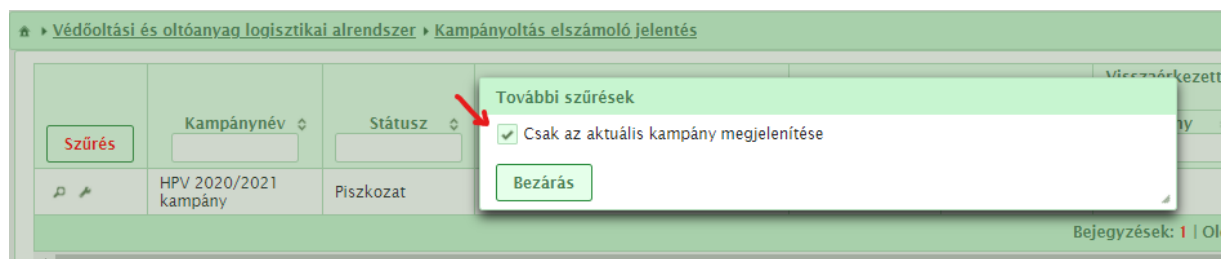 Védőoltási és oltóanyag logisztikai alrendszer Kampányoltás elszámoló jelentés
További szűrések
Kampánynév
Státusz
Csak az aktuális kampány megjelenítése
Szűrés
HPV 2020/2021
kampány
Piszkozat
Bezárás
Bejegyzések: 1 |